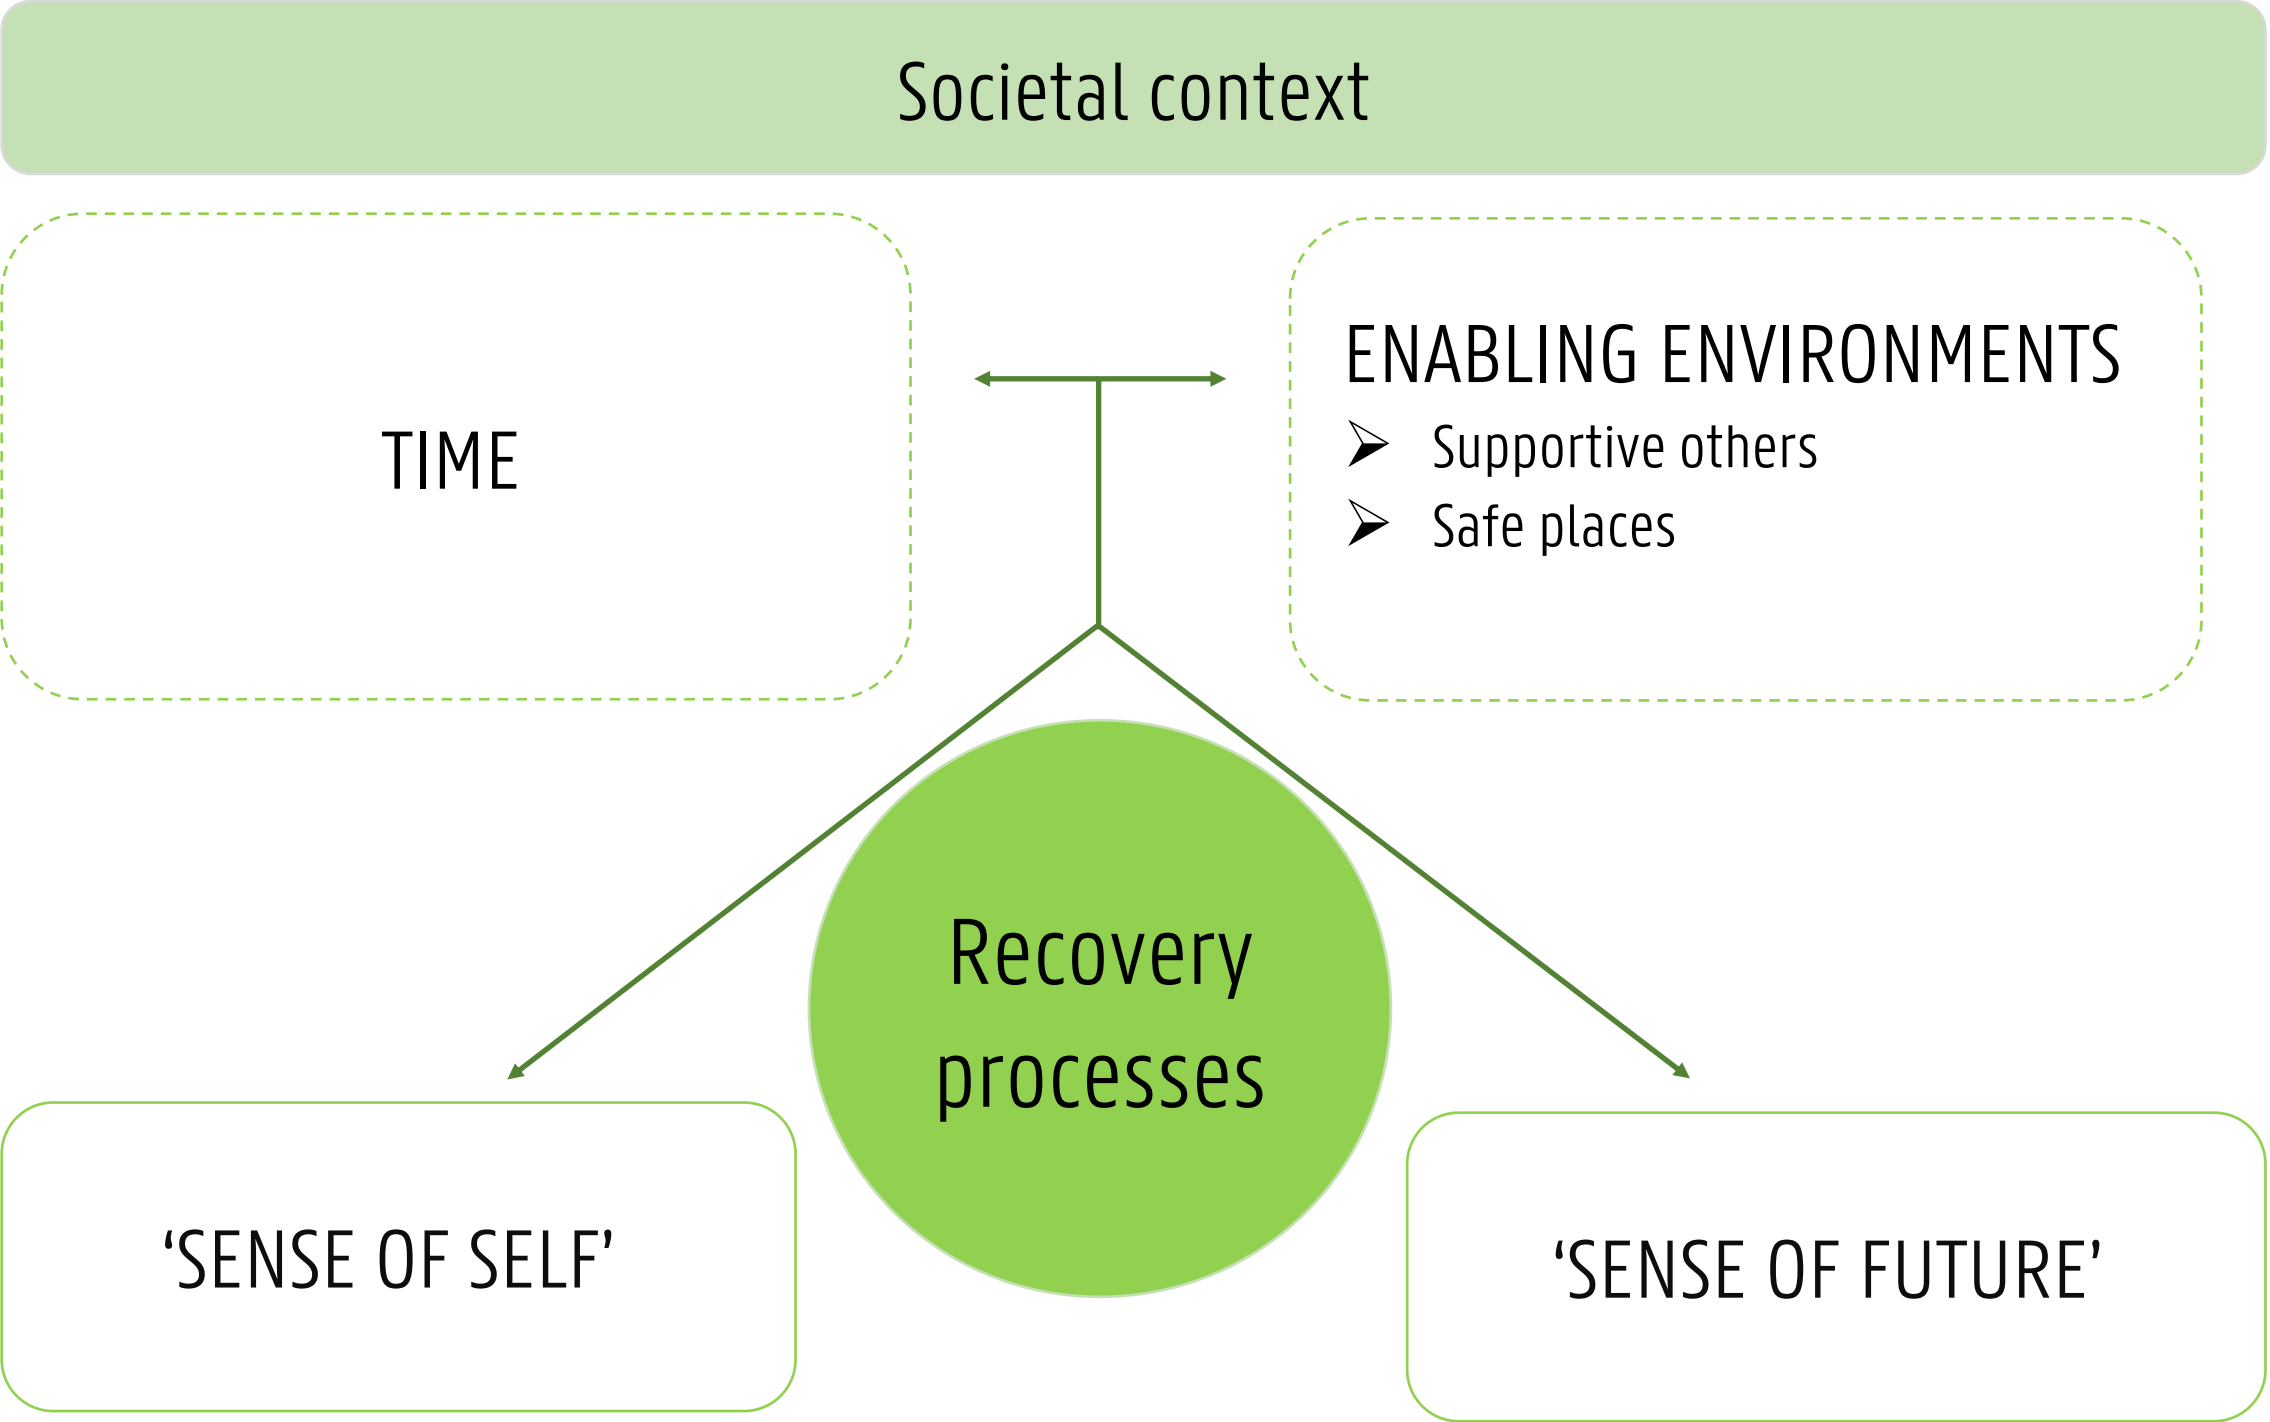 Societal context
TIME
ENABLING ENVIRONMENTS
Supportive others
Safe places
Recovery
processes
‘SENSE OF SELF’
‘SENSE OF FUTURE’